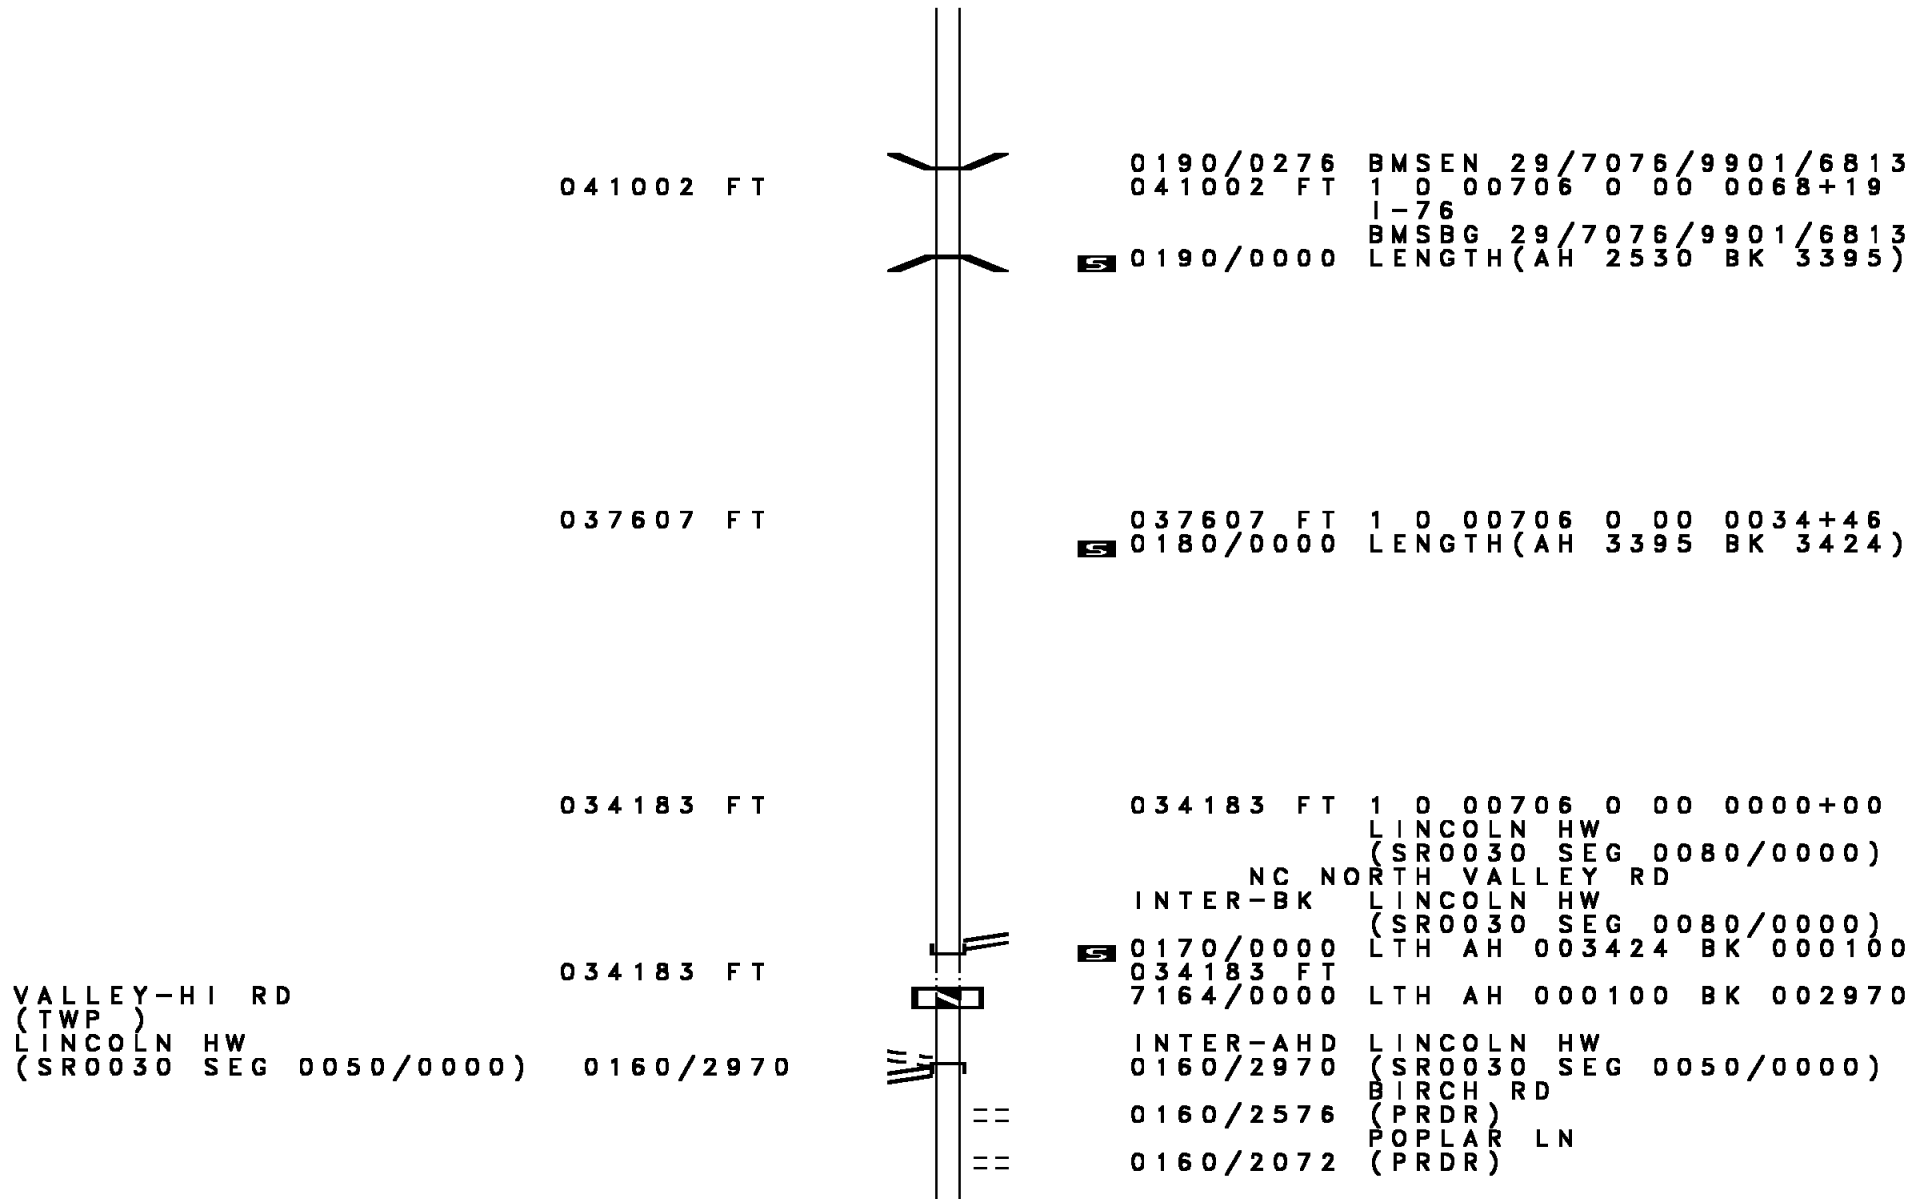 0190/0276 BMSEN 29/7076/9901/6813
041002 FT 041002 FT 1 0 00706 0 00 0068+19
I-76
BMSBG 29/7076/9901/6813
S 0190/0000 LENGTH(AH 2530 BK 3395)
037607 FT 037607 FT 1 0 00706 0 00 0034+46
S 0180/0000 LENGTH(AH 3395 BK 3424)
034183 FT 034183 FT 1 0 00706 0 00 0000+00
LINCOLN HW
(SR0030 SEG 0080/0000)
NC NORTH VALLEY RD
INTER-BK LINCOLN HW
(SR0030 SEG 0080/0000)
S 0170/0000 LTH AH 003424 BK 000100
034183 FT 034183 FT
VALLEY-HI RD 7164/0000 LTH AH 000100 BK 002970
(TWP )
LINCOLN HW INTER-AHD LINCOLN HW
(SR0030 SEG 0050/0000) 0160/2970 0160/2970 (SR0030 SEG 0050/0000)
BIRCH RD
0160/2576 (PRDR)
POPLAR LN
0160/2072 (PRDR)